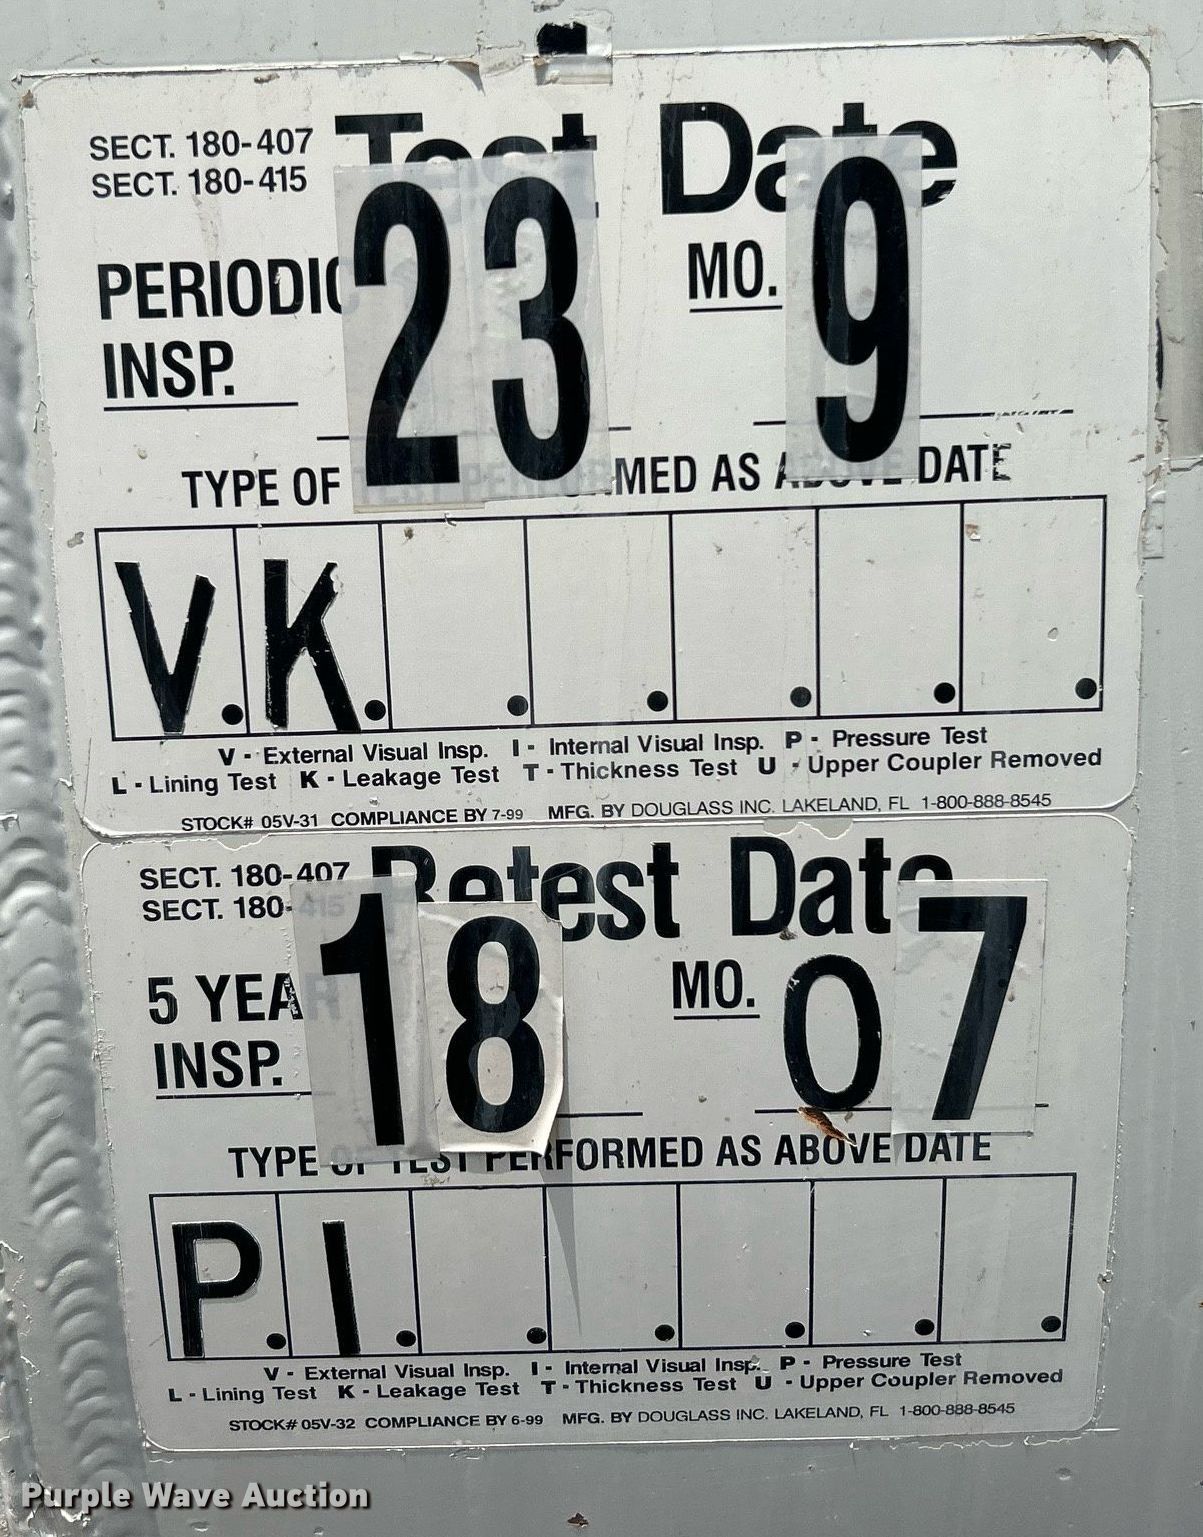 SECT. 180-407 Test Date
SECT. 180-415
PERIODIC 23 MO. 9
INSP.
TYPE OF PERFORMED AS ABOVE DATE
V. K. . . . . .
V - External Visual Insp. I - Internal Visual Insp. P - Pressure Test
L - Lining Test K - Leakage Test T - Thickness Test U - Upper Coupler Removed
STOCK# 05V-31 COMPLIANCE BY 7-99 MFG. BY DOUGLASS INC. LAKELAND, FL 1-800-888-8545
SECT. 180-407 Retest Date
SECT. 180-415
5 YEAR 18 MO. 07
INSP.
TYPE OF TEST PERFORMED AS ABOVE DATE
P. I. . . . . .
V - External Visual Insp. I - Internal Visual Insp. P - Pressure Test
L - Lining Test K - Leakage Test T - Thickness Test U - Upper Coupler Removed
STOCK# 05V-32 COMPLIANCE BY 6-99 MFG. BY DOUGLASS INC. LAKELAND, FL 1-800-888-8545
Purple Wave Auction